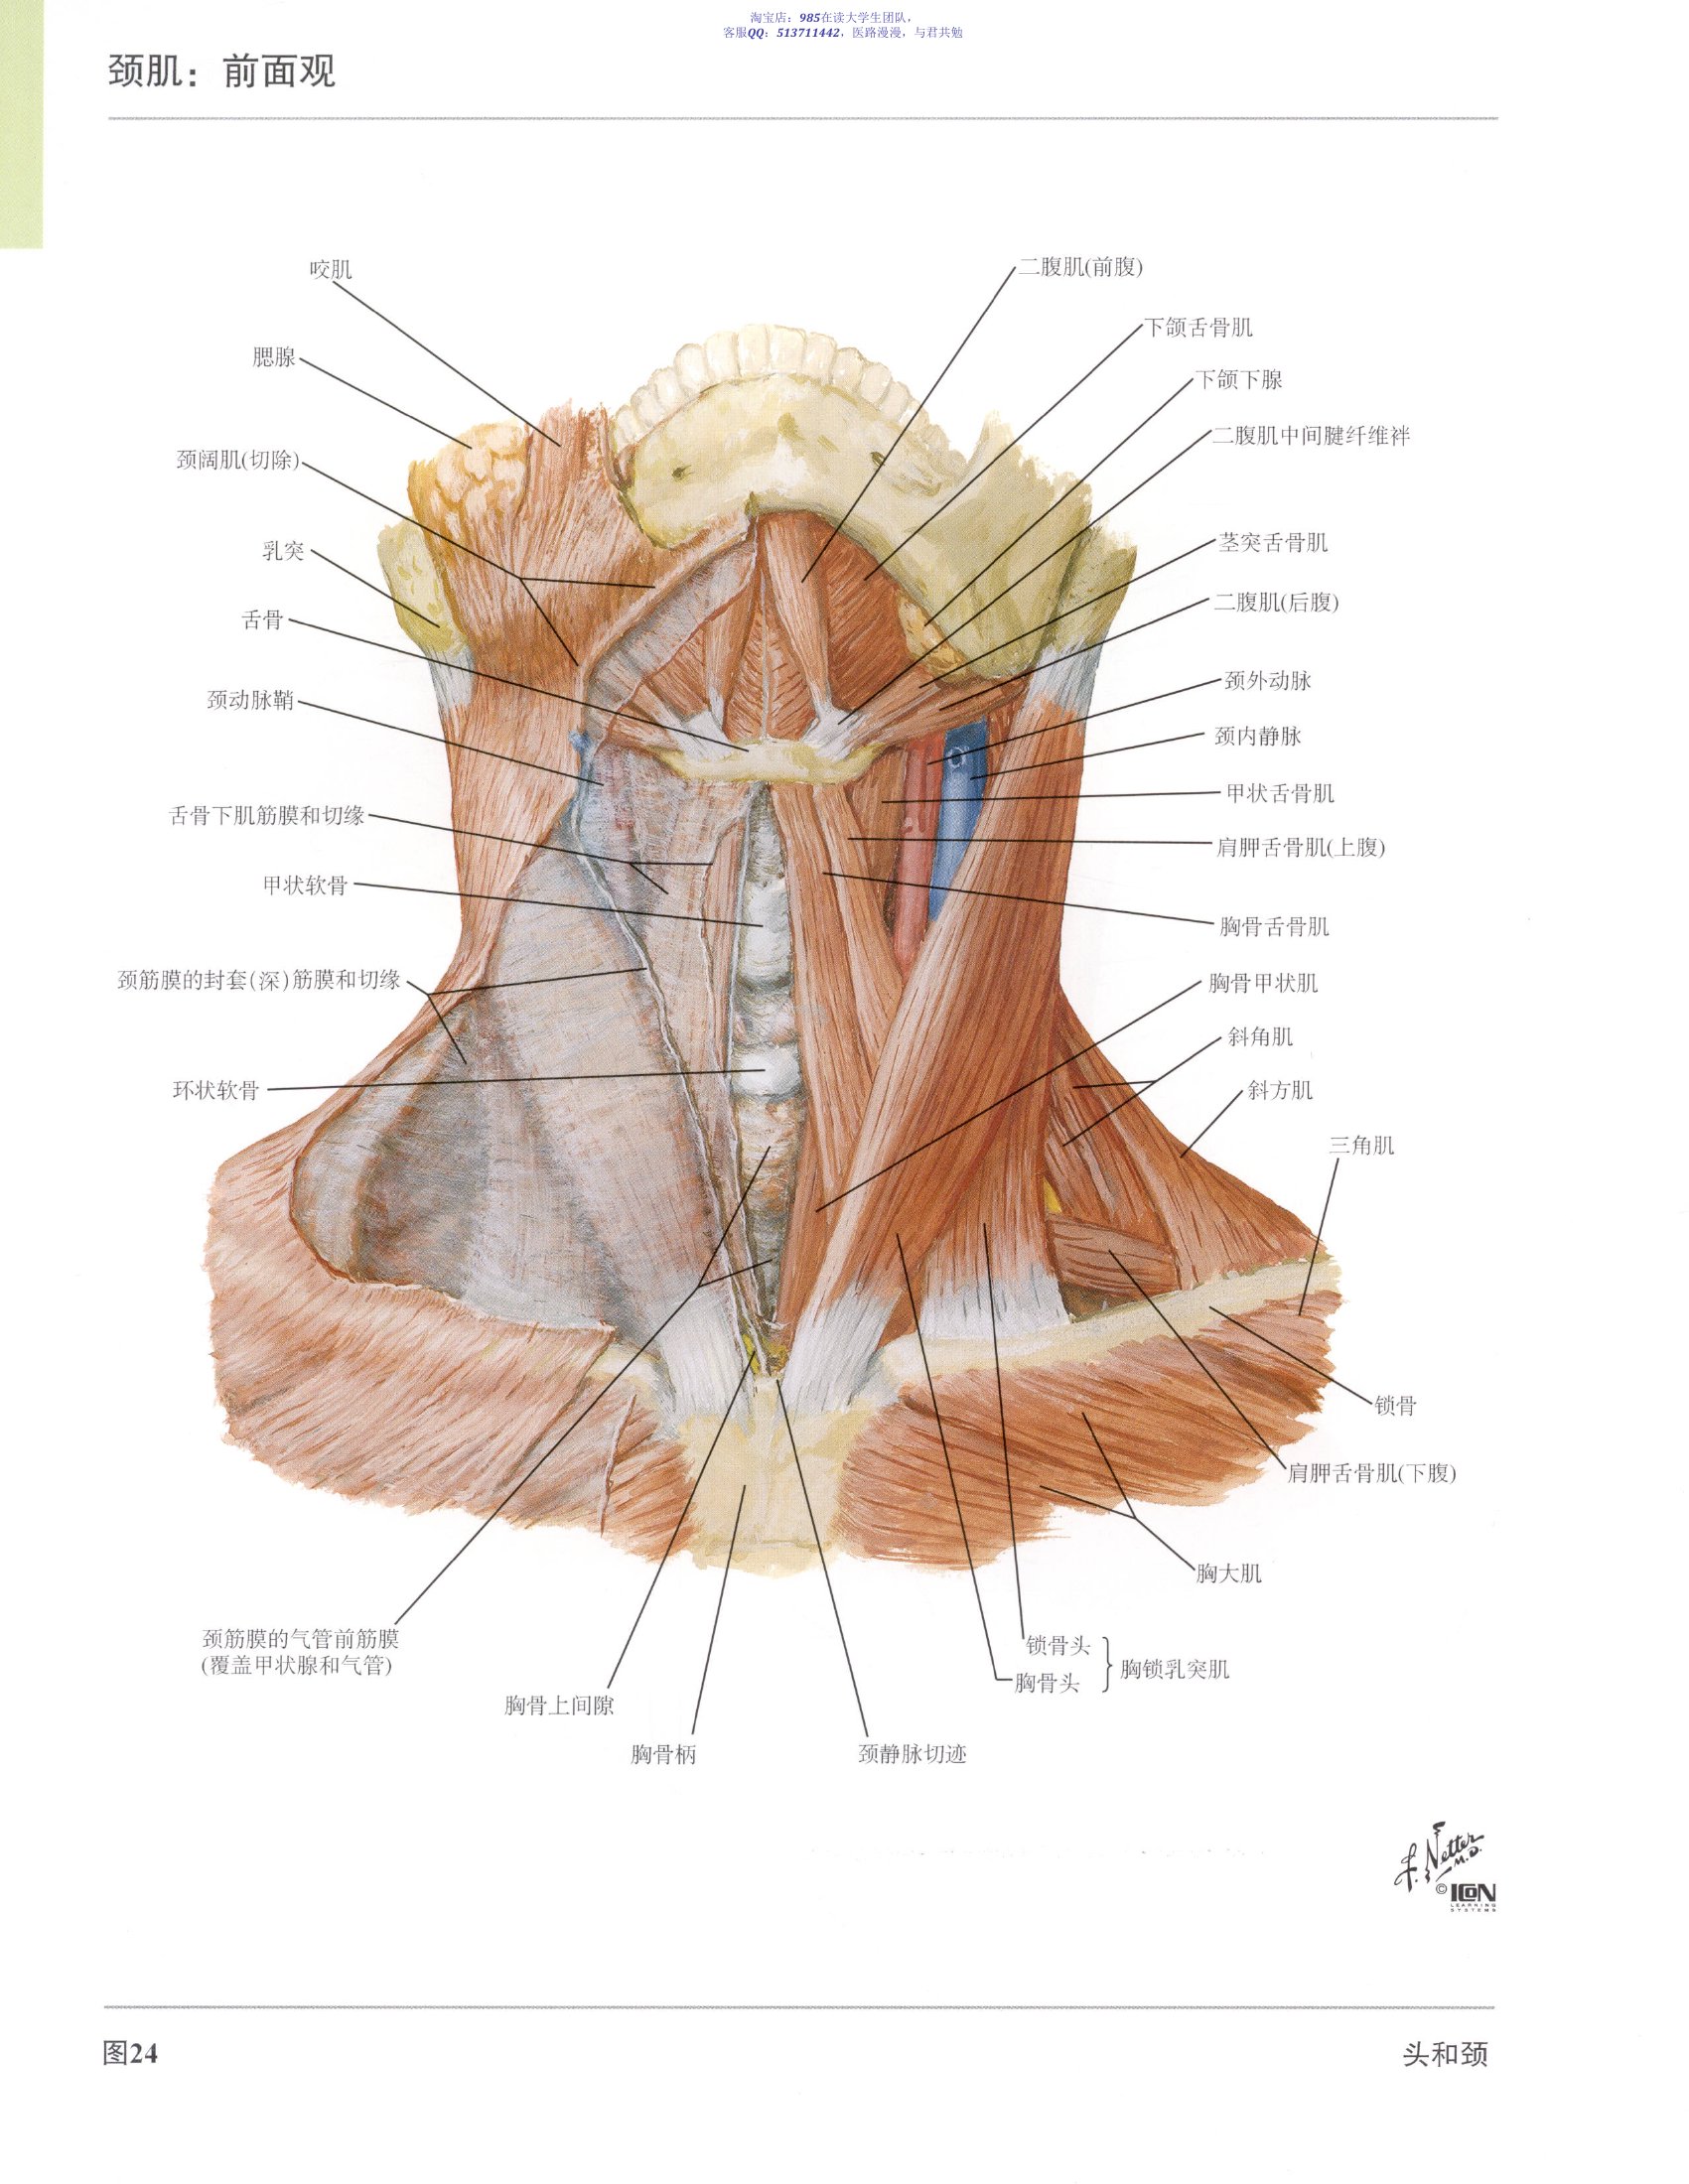 淘宝店：985在读大学生团队，
客服QQ：513711442，医路漫漫，与君共勉
颈肌：前面观
咬肌
腮腺
颈阔肌(切除)
乳突
舌骨
颈动脉鞘
舌骨下肌筋膜和切缘
甲状软骨
颈筋膜的封套(深)筋膜和切缘
环状软骨
二腹肌(前腹)
下颌舌骨肌
下颌下腺
二腹肌中间腱纤维袢
茎突舌骨肌
二腹肌(后腹)
颈外动脉
颈内静脉
甲状舌骨肌
肩胛舌骨肌(上腹)
胸骨舌骨肌
胸骨甲状肌
斜角肌
斜方肌
三角肌
锁骨
肩胛舌骨肌(下腹)
胸大肌
锁骨头
胸骨头
胸锁乳突肌
颈筋膜的气管前筋膜
(覆盖甲状腺和气管)
胸骨上间隙
胸骨柄
颈静脉切迹
F. Netter
M.D.
© ICON
LEARNING
SYSTEMS
图24
头和颈